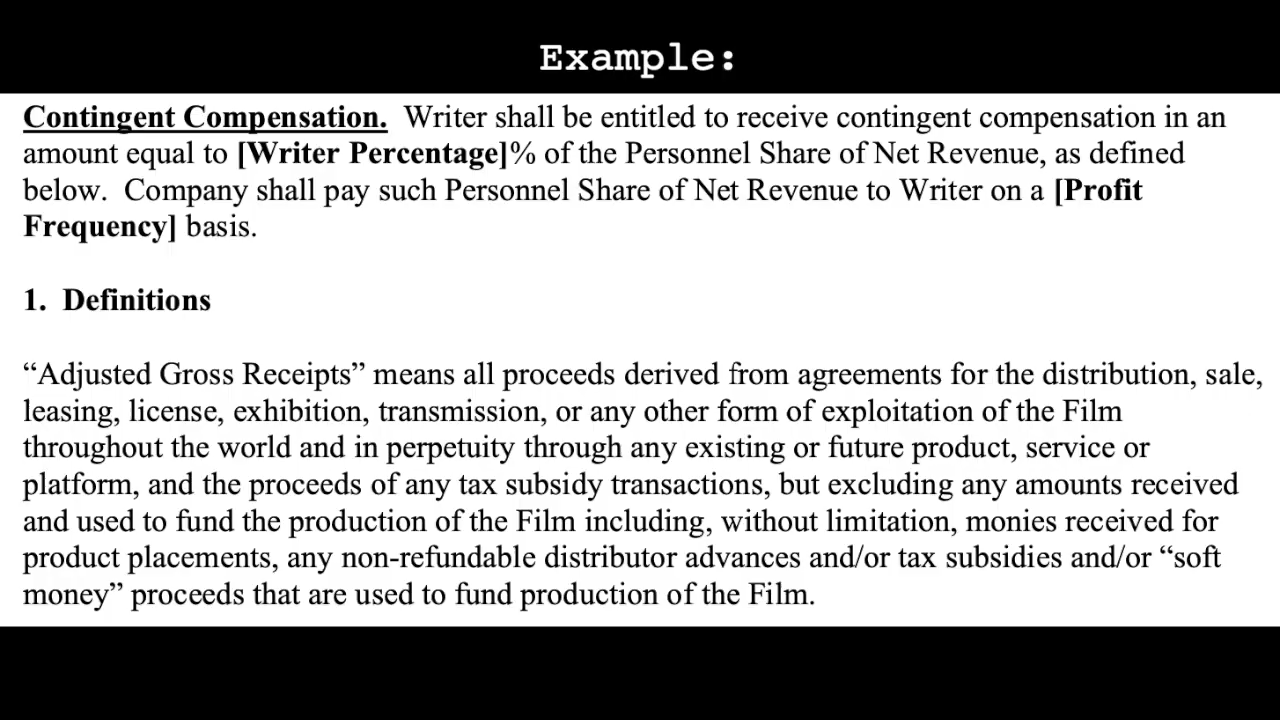 Example:
Contingent Compensation.  Writer shall be entitled to receive contingent compensation in an
amount equal to [Writer Percentage]% of the Personnel Share of Net Revenue, as defined
below.  Company shall pay such Personnel Share of Net Revenue to Writer on a [Profit
Frequency] basis.
1.  Definitions
“Adjusted Gross Receipts” means all proceeds derived from agreements for the distribution, sale,
leasing, license, exhibition, transmission, or any other form of exploitation of the Film
throughout the world and in perpetuity through any existing or future product, service or
platform, and the proceeds of any tax subsidy transactions, but excluding any amounts received
and used to fund the production of the Film including, without limitation, monies received for
product placements, any non-refundable distributor advances and/or tax subsidies and/or “soft
money” proceeds that are used to fund production of the Film.